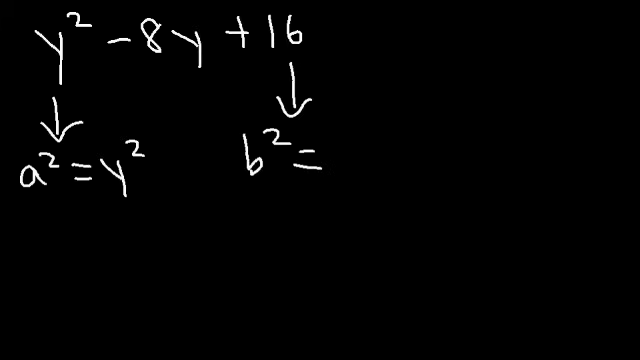 y² - 8y + 16
↓ ↓
a² = y² b² =